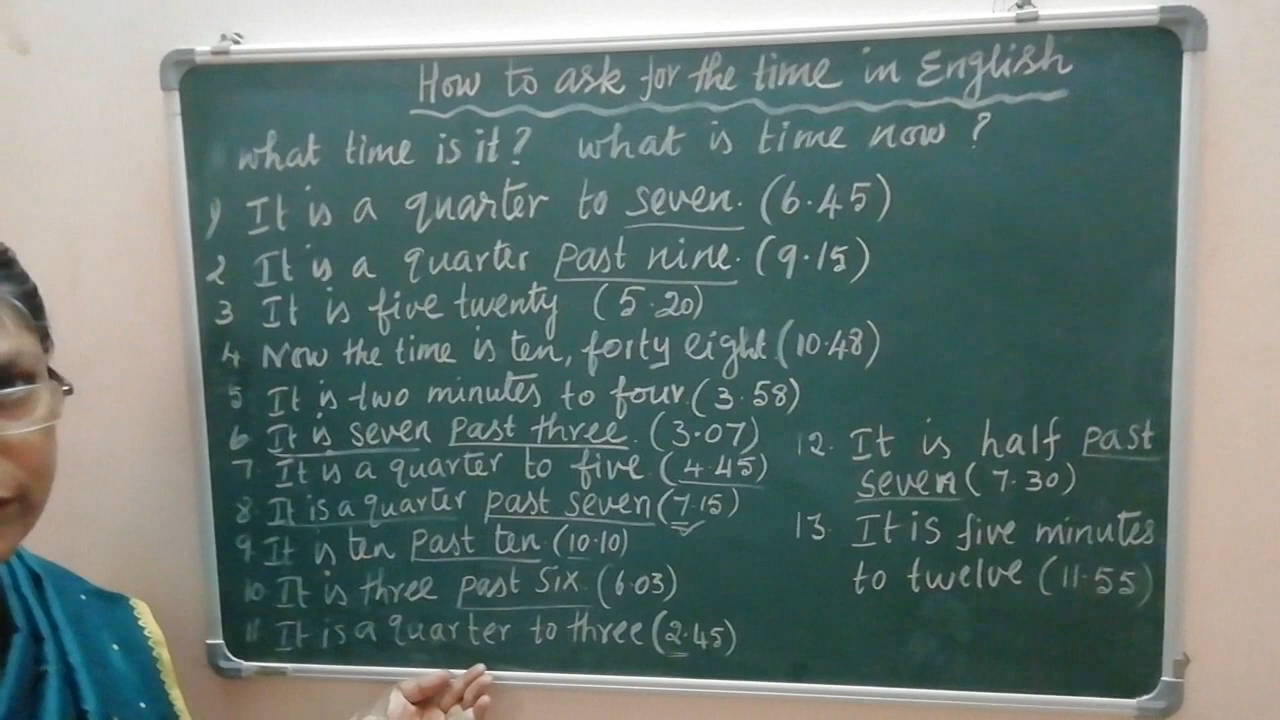 How to ask for the time in English
what time is it? what is time now?
1) It is a quarter to seven. (6.45)
2 It is a quarter past nine. (9.15)
3 It is five twenty (5.20)
4 Now the time is ten, forty eight. (10.48)
5 It is two minutes to four. (3.58)
6 It is seven past three. (3.07)
7. It is a quarter to five. (4.45)
8. It is a quarter past seven (7.15)
9 It is ten past ten (10.10)
10 It is three past six. (6.03)
11 It is a quarter to three (2.45)
12. It is half past
seven (7.30)
13. It is five minutes
to twelve (11.55)